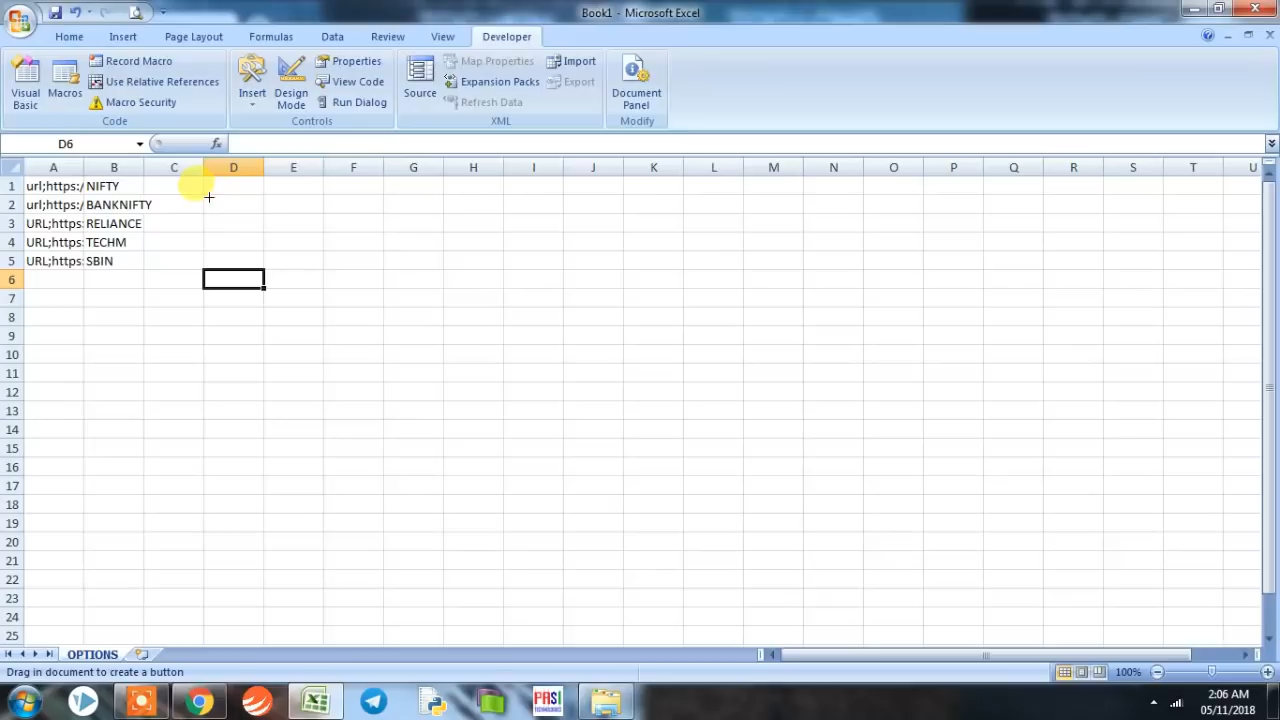 Book1 - Microsoft Excel
Home Insert Page Layout Formulas Data Review View Developer
Visual Basic
Macros
Record Macro
Use Relative References
Macro Security
Code
Insert
Design Mode
Properties
View Code
Run Dialog
Controls
Source
Map Properties
Expansion Packs
Refresh Data
Import
Export
XML
Document Panel
Modify
D6 fx
A B C D E F G H I J K L M N O P Q R S T U
1 url;https:/ NIFTY
2 url;https:/ BANKNIFTY
3 URL;https: RELIANCE
4 URL;https: TECHM
5 URL;https: SBIN
6
7
8
9
10
11
12
13
14
15
16
17
18
19
20
21
22
23
24
25
OPTIONS
Drag in document to create a button 100%
PASI
TECHNOLOGIES
2:06 AM
05/11/2018